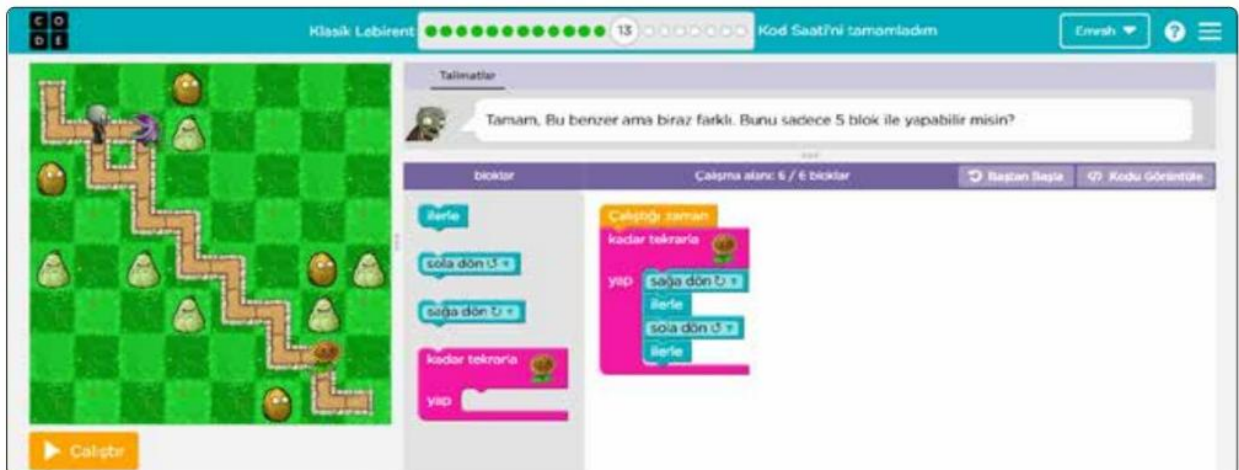 C O
D E
Klasik Labirent
13
Kod Saati'ni tamamladım
Emrah
?
Talimatlar
Tamam, Bu benzer ama biraz farklı. Bunu sadece 5 blok ile yapabilir misin?
bloklar
Çalışma alanı: 6 / 6 bloklar
Baştan Başla
Kodu Görüntüle
ilerle
sola dön
sağa dön
kadar tekrarla
yap
Çalıştığı zaman
kadar tekrarla
yap
sağa dön
ilerle
sola dön
ilerle
Çalıştır